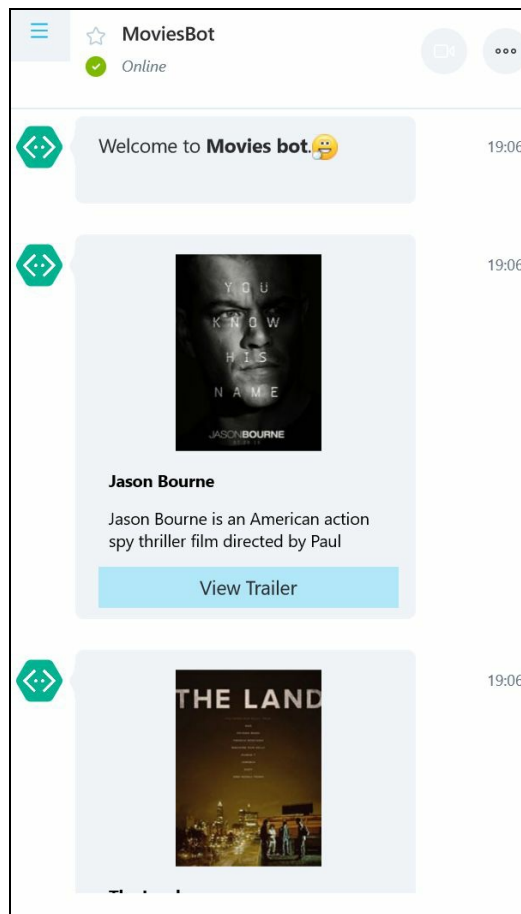 MoviesBot
Online
Welcome to Movies bot.
19:06
19:06
YOU
KNOW
HIS
NAME
JASONBOURNE
Jason Bourne
Jason Bourne is an American action
spy thriller film directed by Paul
View Trailer
19:06
THE LAND